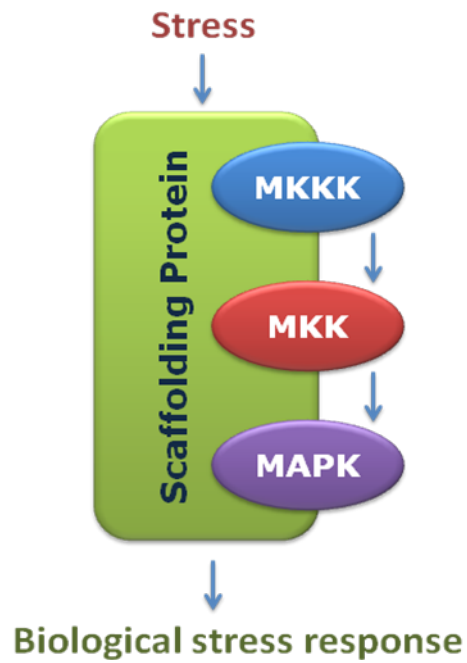 Stress
Scaffolding Protein
MKKK
MKK
MAPK
Biological stress response